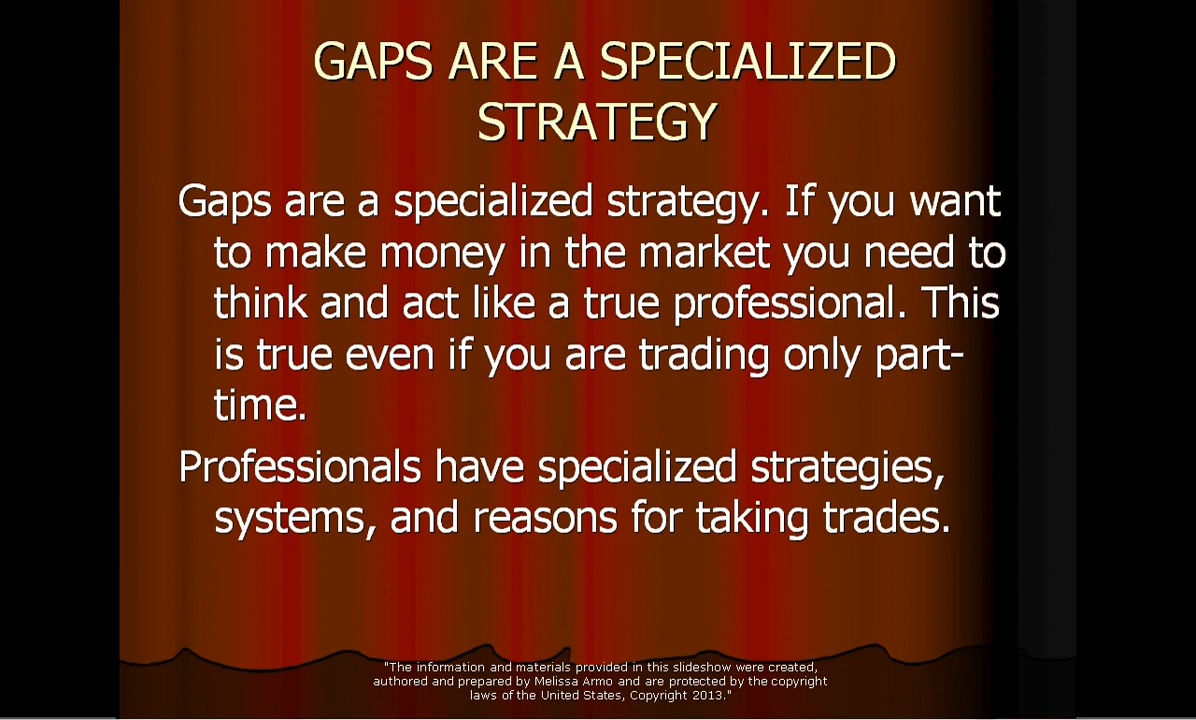 GAPS ARE A SPECIALIZED
STRATEGY
Gaps are a specialized strategy. If you want
to make money in the market you need to
think and act like a true professional. This
is true even if you are trading only part-
time.
Professionals have specialized strategies,
systems, and reasons for taking trades.
"The information and materials provided in this slideshow were created,
authored and prepared by Melissa Armo and are protected by the copyright
laws of the United States, Copyright 2013."